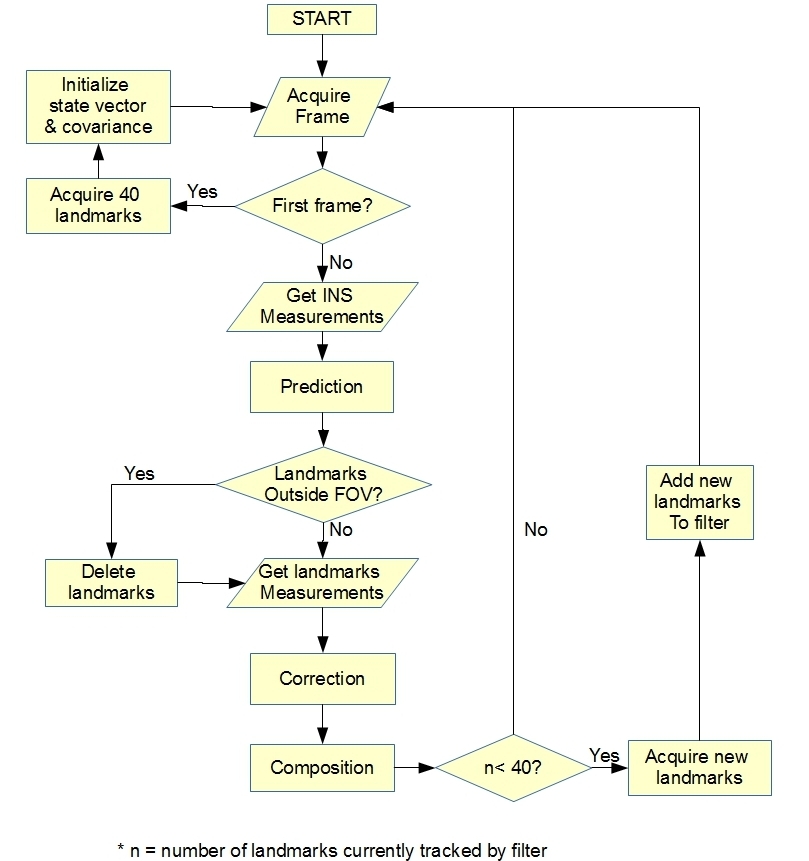 START
Acquire
Frame
Initialize
state vector
& covariance
Acquire 40
landmarks
Yes
First frame?
No
Get INS
Measurements
Prediction
Landmarks
Outside FOV?
Yes
No
Delete
landmarks
Get landmarks
Measurements
Correction
Composition
n< 40?
No
Yes
Acquire new
landmarks
Add new
landmarks
To filter
* n = number of landmarks currently tracked by filter